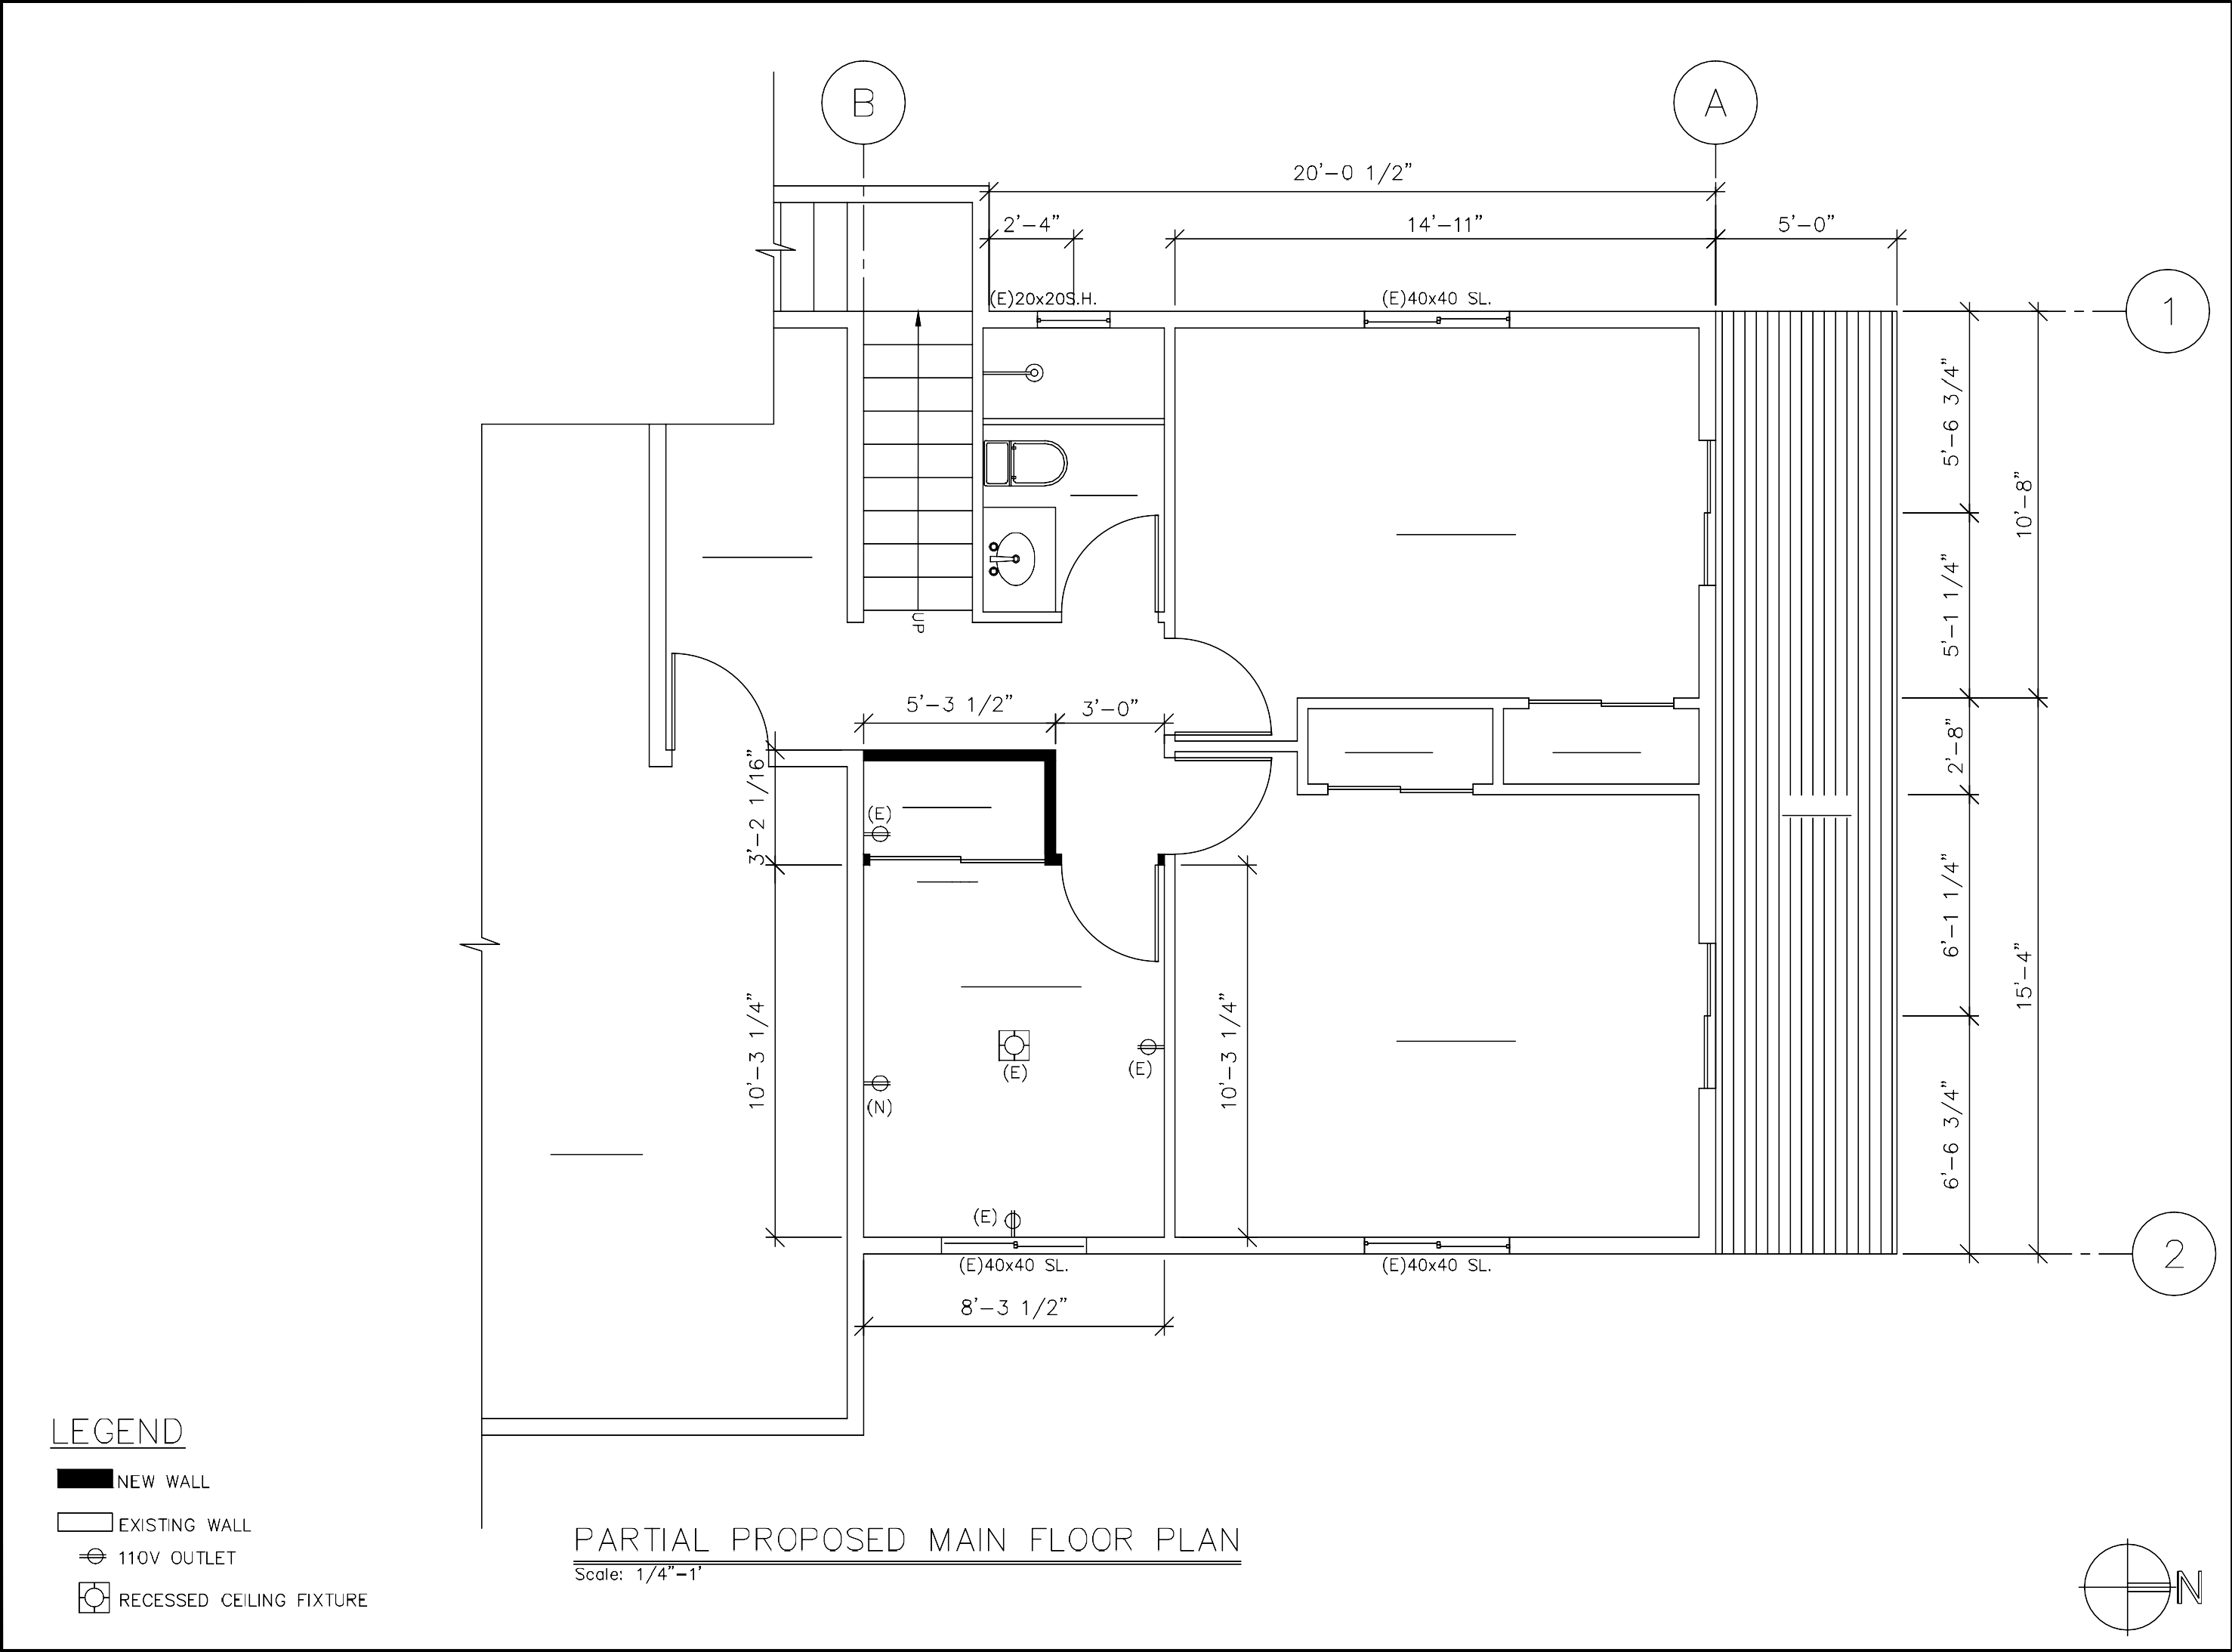 B
A
20'-0 1/2"
2'-4"
14'-11"
5'-0"
(E)20x20S.H.
(E)40x40 SL.
1
5'-6 3/4"
10'-8"
5'-1 1/4"
UP
5'-3 1/2"
3'-0"
3'-2 1/16"
2'-8"
(E)
6'-1 1/4"
15'-4"
10'-3 1/4"
10'-3 1/4"
(E)
(E)
(N)
6'-6 3/4"
(E)
2
(E)40x40 SL.
(E)40x40 SL.
8'-3 1/2"
LEGEND
NEW WALL
EXISTING WALL
110V OUTLET
RECESSED CEILING FIXTURE
PARTIAL PROPOSED MAIN FLOOR PLAN
Scale: 1/4"-1'
N